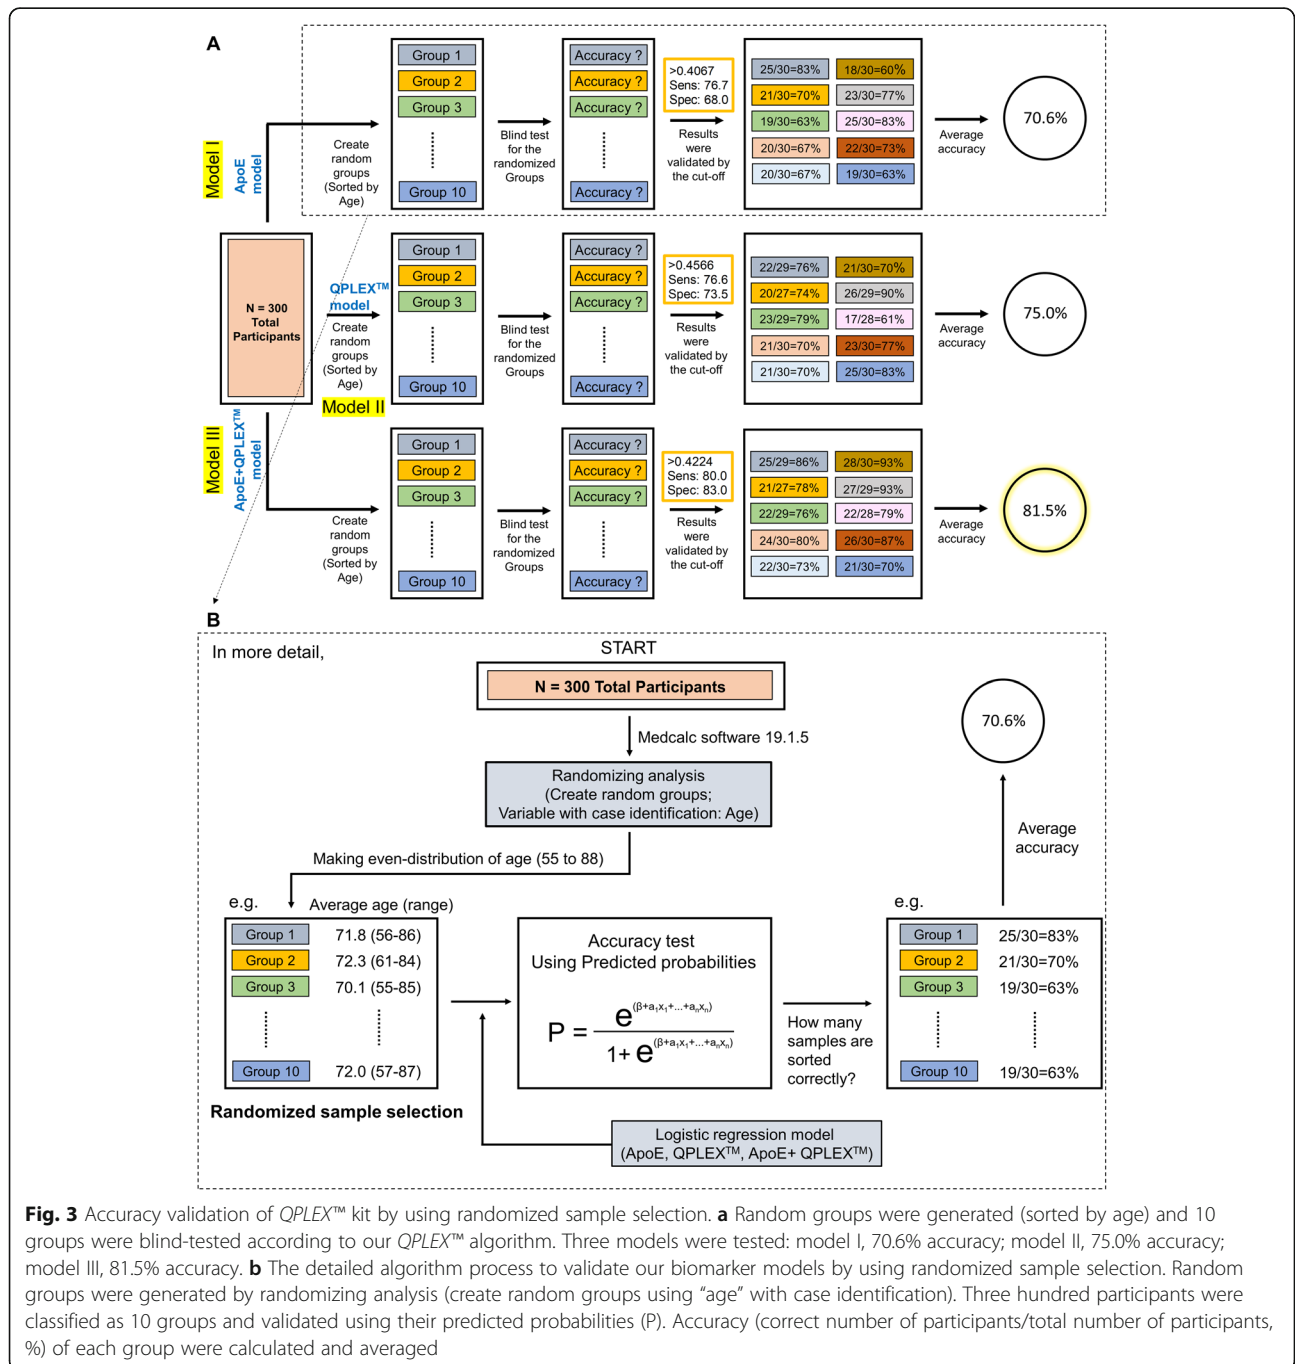 A
Model I
ApoE
model
Create
random
groups
(Sorted by
Age)
Group 1
Group 2
Group 3
Group 10
Blind test
for the
randomized
Groups
Accuracy ?
Accuracy ?
Accuracy ?
Accuracy ?
>0.4067
Sens: 76.7
Spec: 68.0
Results
were
validated by
the cut-off
25/30=83% 18/30=60%
21/30=70% 23/30=77%
19/30=63% 25/30=83%
20/30=67% 22/30=73%
20/30=67% 19/30=63%
Average
accuracy
70.6%
N = 300
Total
Participants
QPLEX™
model
Create
random
groups
(Sorted by
Age)
Model II
Group 1
Group 2
Group 3
Group 10
Blind test
for the
randomized
Groups
Accuracy ?
Accuracy ?
Accuracy ?
Accuracy ?
>0.4566
Sens: 76.6
Spec: 73.5
Results
were
validated by
the cut-off
22/29=76% 21/30=70%
20/27=74% 26/29=90%
23/29=79% 17/28=61%
21/30=70% 23/30=77%
21/30=70% 25/30=83%
Average
accuracy
75.0%
Model III
ApoE+QPLEX™
model
Create
random
groups
(Sorted by
Age)
Group 1
Group 2
Group 3
Group 10
Blind test
for the
randomized
Groups
Accuracy ?
Accuracy ?
Accuracy ?
Accuracy ?
>0.4224
Sens: 80.0
Spec: 83.0
Results
were
validated by
the cut-off
25/29=86% 28/30=93%
21/27=78% 27/29=93%
22/29=76% 22/28=79%
24/30=80% 26/30=87%
22/30=73% 21/30=70%
Average
accuracy
81.5%
B
In more detail,
START
N = 300 Total Participants
Medcalc software 19.1.5
Randomizing analysis
(Create random groups;
Variable with case identification: Age)
Making even-distribution of age (55 to 88)
e.g.
Average age (range)
Group 1 71.8 (56-86)
Group 2 72.3 (61-84)
Group 3 70.1 (55-85)
Group 10 72.0 (57-87)
Randomized sample selection
Accuracy test
Using Predicted probabilities
P = e^(β+a₁x₁+...+aₙxₙ) / 1+ e^(β+a₁x₁+...+aₙxₙ)
Logistic regression model
(ApoE, QPLEX™, ApoE+ QPLEX™)
How many
samples are
sorted
correctly?
e.g.
Group 1 25/30=83%
Group 2 21/30=70%
Group 3 19/30=63%
Group 10 19/30=63%
Average
accuracy
70.6%
Fig. 3 Accuracy validation of QPLEX™ kit by using randomized sample selection. a Random groups were generated (sorted by age) and 10
groups were blind-tested according to our QPLEX™ algorithm. Three models were tested: model I, 70.6% accuracy; model II, 75.0% accuracy;
model III, 81.5% accuracy. b The detailed algorithm process to validate our biomarker models by using randomized sample selection. Random
groups were generated by randomizing analysis (create random groups using “age” with case identification). Three hundred participants were
classified as 10 groups and validated using their predicted probabilities (P). Accuracy (correct number of participants/total number of participants,
%) of each group were calculated and averaged